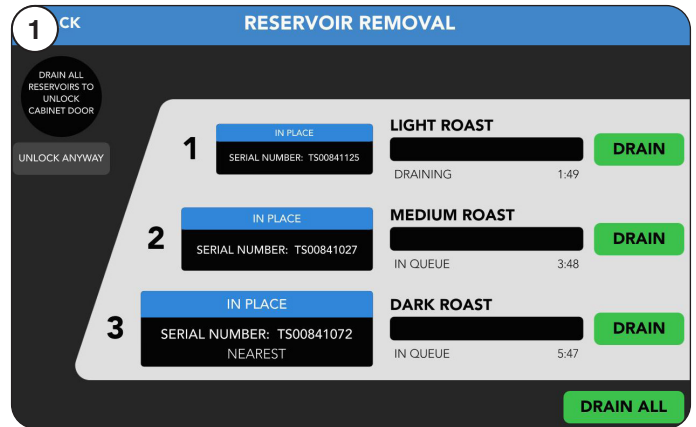 1
CK
RESERVOIR REMOVAL
DRAIN ALL
RESERVOIRS TO
UNLOCK
CABINET DOOR
UNLOCK ANYWAY
1
IN PLACE
SERIAL NUMBER: TS00841125
LIGHT ROAST
DRAINING 1:49
DRAIN
2
IN PLACE
SERIAL NUMBER: TS00841027
MEDIUM ROAST
IN QUEUE 3:48
DRAIN
3
IN PLACE
SERIAL NUMBER: TS00841072
NEAREST
DARK ROAST
IN QUEUE 5:47
DRAIN
DRAIN ALL